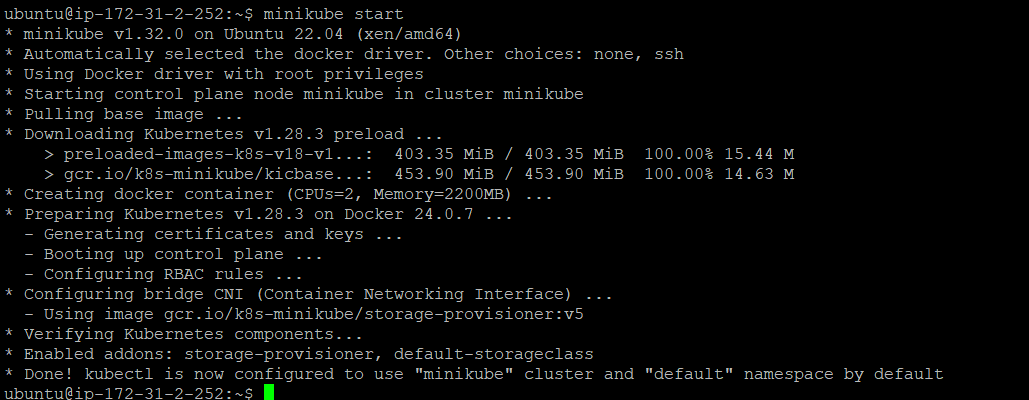 ubuntu@ip-172-31-2-252:~$ minikube start
* minikube v1.32.0 on Ubuntu 22.04 (xen/amd64)
* Automatically selected the docker driver. Other choices: none, ssh
* Using Docker driver with root privileges
* Starting control plane node minikube in cluster minikube
* Pulling base image ...
* Downloading Kubernetes v1.28.3 preload ...
    > preloaded-images-k8s-v18-v1...:  403.35 MiB / 403.35 MiB  100.00% 15.44 M
    > gcr.io/k8s-minikube/kicbase...:  453.90 MiB / 453.90 MiB  100.00% 14.63 M
* Creating docker container (CPUs=2, Memory=2200MB) ...
* Preparing Kubernetes v1.28.3 on Docker 24.0.7 ...
  - Generating certificates and keys ...
  - Booting up control plane ...
  - Configuring RBAC rules ...
* Configuring bridge CNI (Container Networking Interface) ...
  - Using image gcr.io/k8s-minikube/storage-provisioner:v5
* Verifying Kubernetes components...
* Enabled addons: storage-provisioner, default-storageclass
* Done! kubectl is now configured to use "minikube" cluster and "default" namespace by default
ubuntu@ip-172-31-2-252:~$